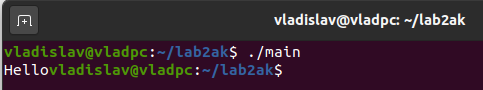 vladislav@vladpc: ~/lab2ak
vladislav@vladpc:~/lab2ak$ ./main
Hellovladislav@vladpc:~/lab2ak$